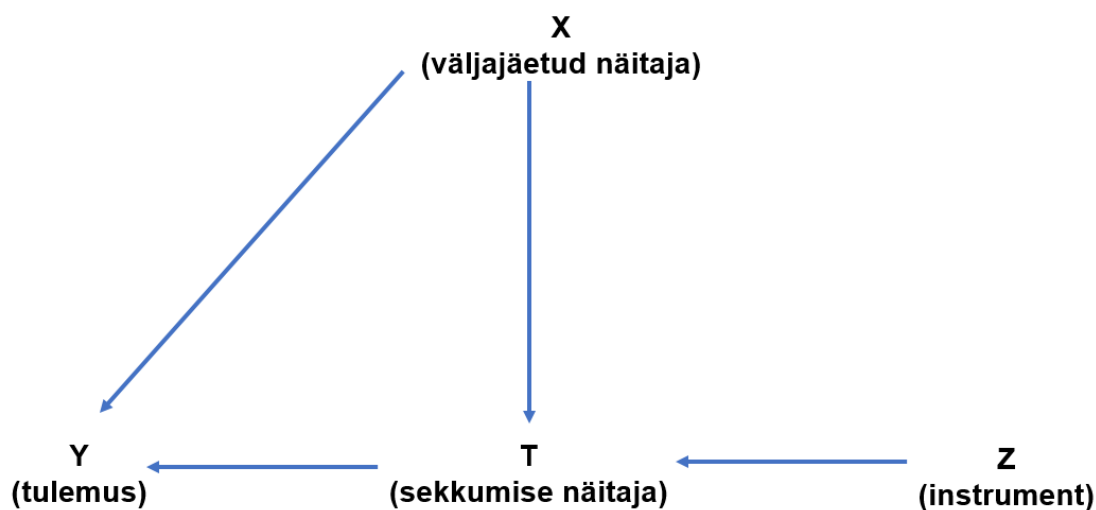 X
(väljajäetud näitaja)
Y
(tulemus)
T
(sekkumise näitaja)
Z
(instrument)